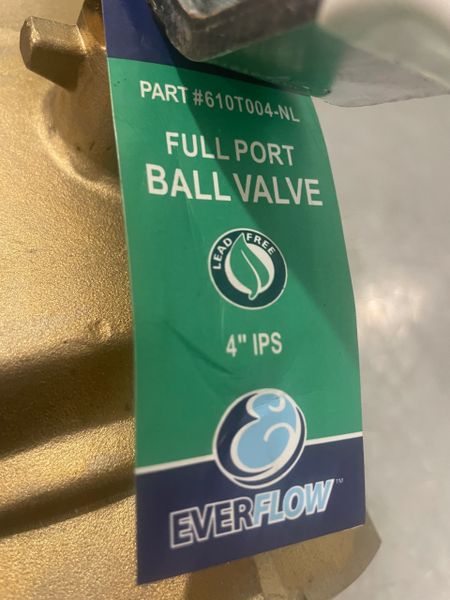 PART #610T004-NL
FULL PORT
BALL VALVE
LEAD FREE
4" IPS
EVERFLOW™